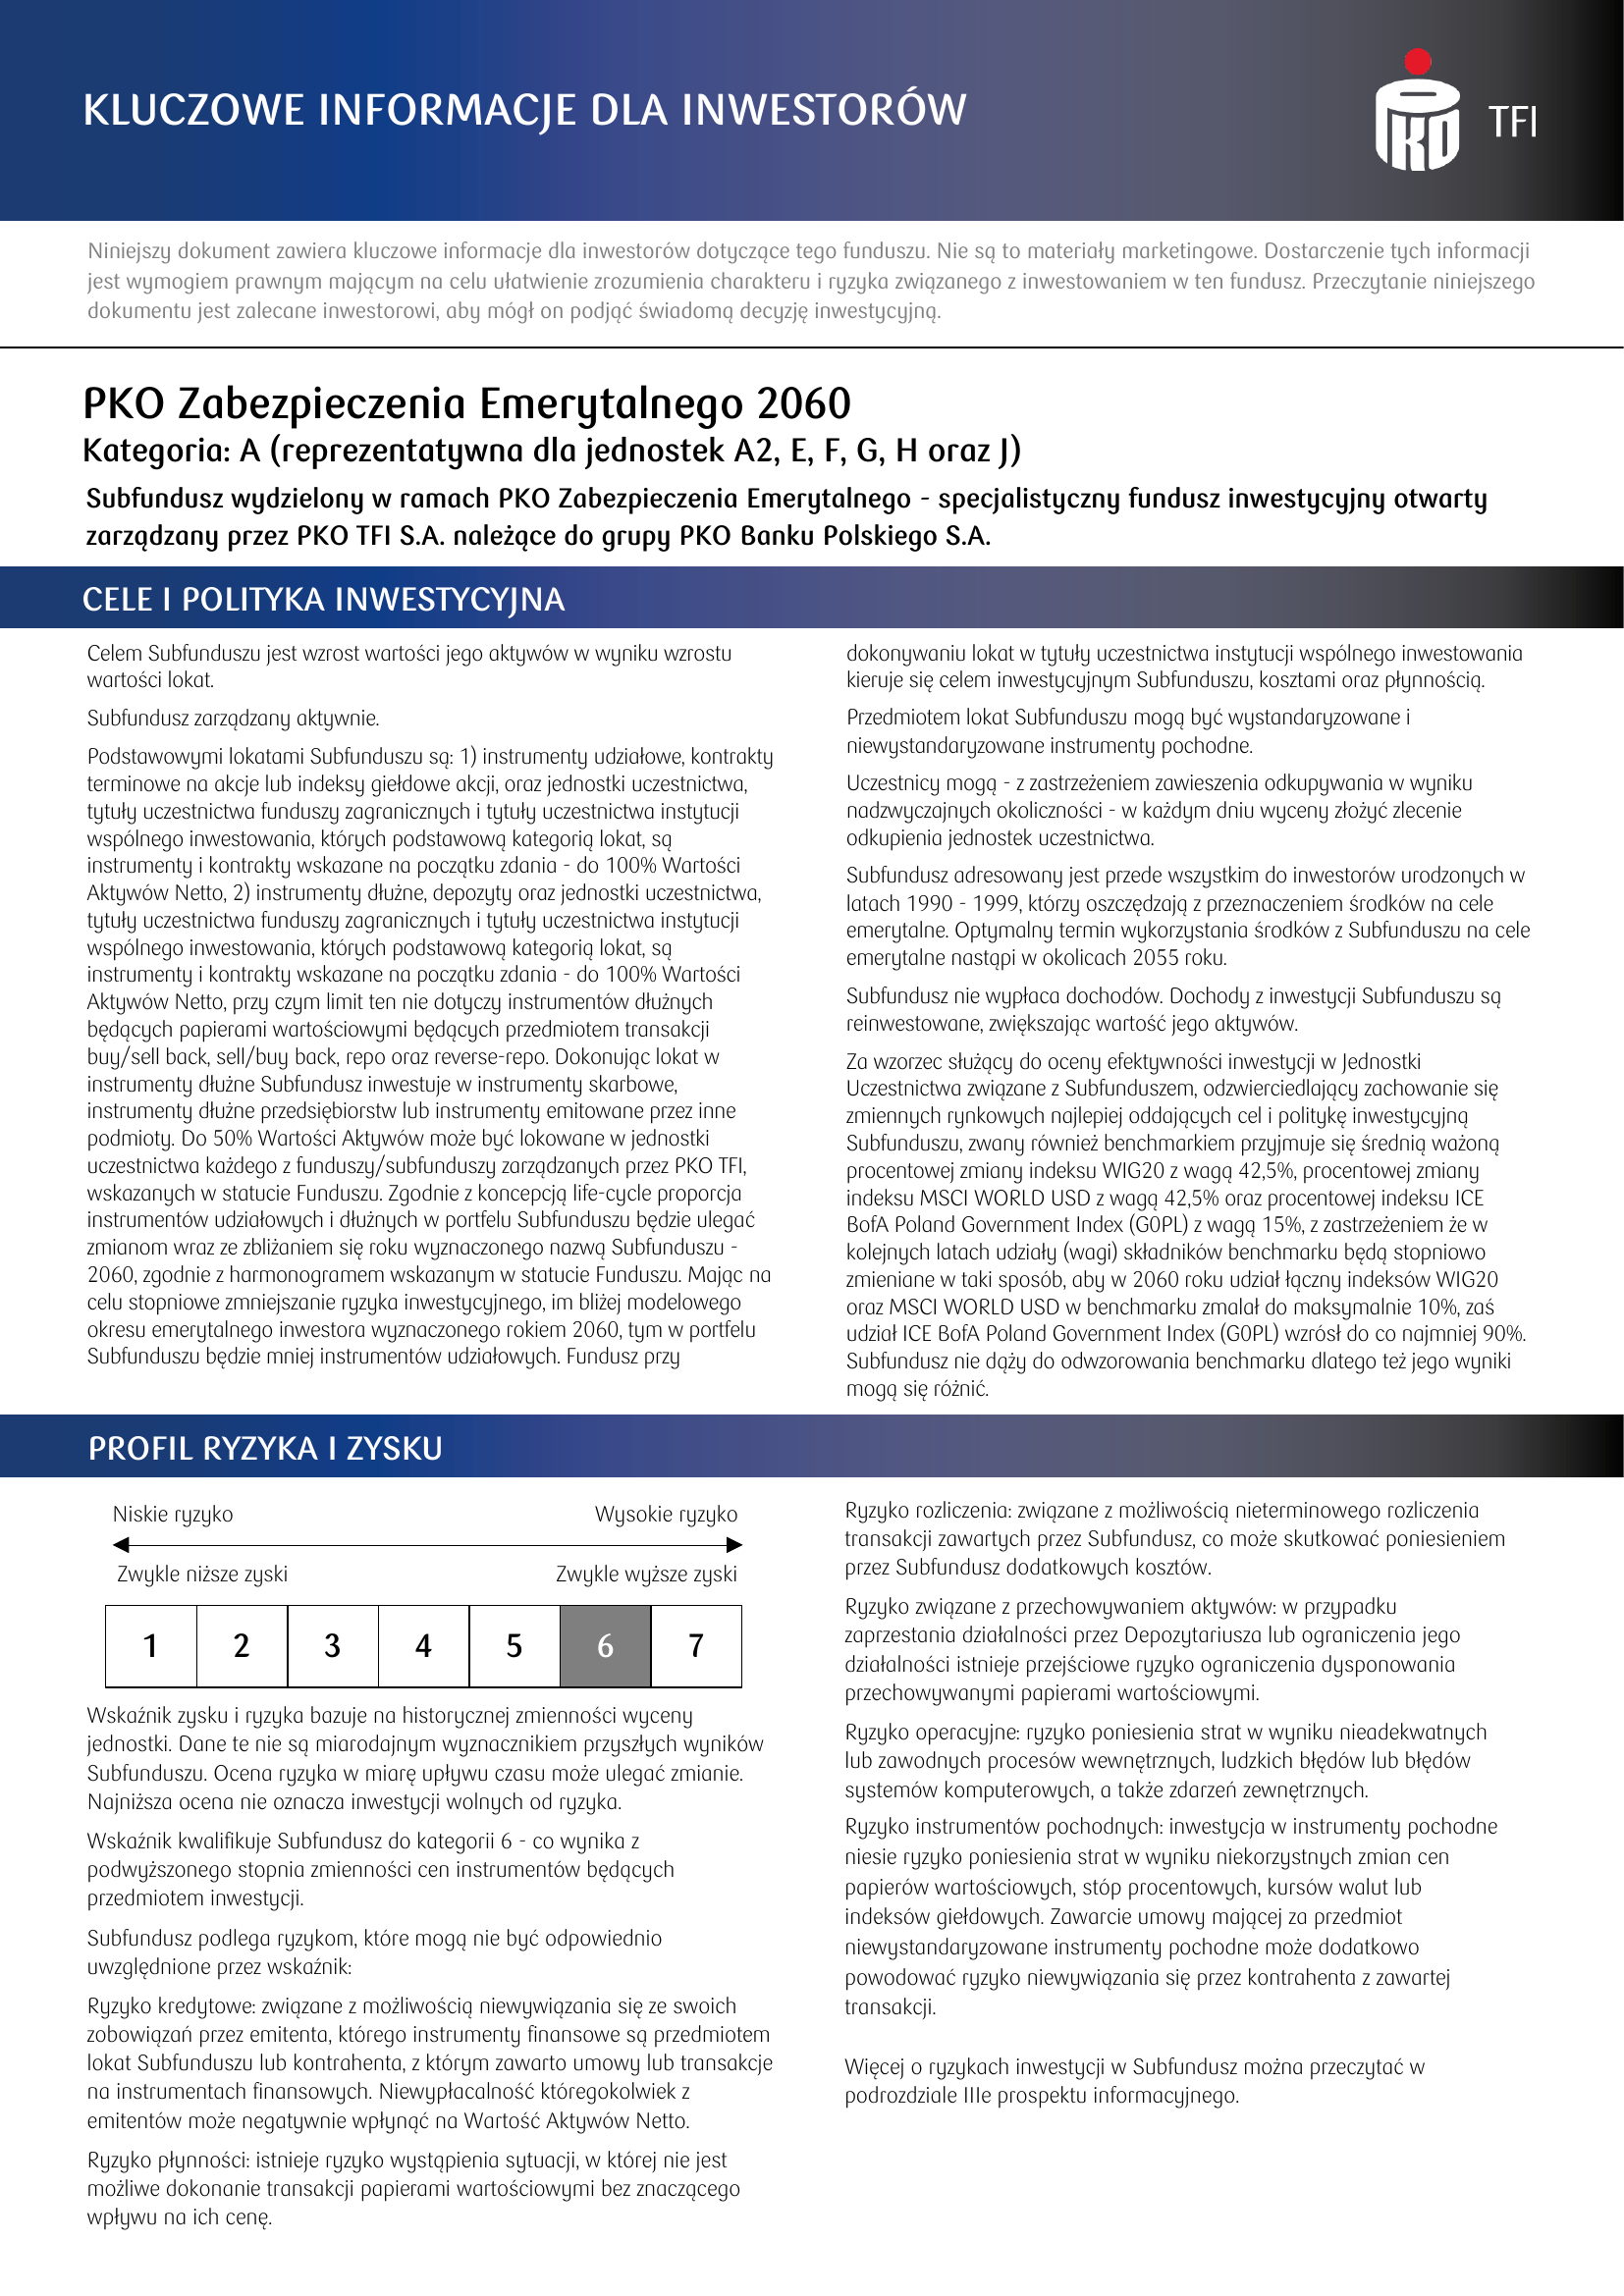 KLUCZOWE INFORMACJE DLA INWESTORÓW
PKO TFI
Niniejszy dokument zawiera kluczowe informacje dla inwestorów dotyczące tego funduszu. Nie są to materiały marketingowe. Dostarczenie tych informacji
jest wymogiem prawnym mającym na celu ułatwienie zrozumienia charakteru i ryzyka związanego z inwestowaniem w ten fundusz. Przeczytanie niniejszego
dokumentu jest zalecane inwestorowi, aby mógł on podjąć świadomą decyzję inwestycyjną.
PKO Zabezpieczenia Emerytalnego 2060
Kategoria: A (reprezentatywna dla jednostek A2, E, F, G, H oraz J)
Subfundusz wydzielony w ramach PKO Zabezpieczenia Emerytalnego - specjalistyczny fundusz inwestycyjny otwarty
zarządzany przez PKO TFI S.A. należące do grupy PKO Banku Polskiego S.A.
CELE I POLITYKA INWESTYCYJNA
Celem Subfunduszu jest wzrost wartości jego aktywów w wyniku wzrostu
wartości lokat.
Subfundusz zarządzany aktywnie.
Podstawowymi lokatami Subfunduszu są: 1) instrumenty udziałowe, kontrakty
terminowe na akcje lub indeksy giełdowe akcji, oraz jednostki uczestnictwa,
tytuły uczestnictwa funduszy zagranicznych i tytuły uczestnictwa instytucji
wspólnego inwestowania, których podstawową kategorią lokat, są
instrumenty i kontrakty wskazane na początku zdania - do 100% Wartości
Aktywów Netto, 2) instrumenty dłużne, depozyty oraz jednostki uczestnictwa,
tytuły uczestnictwa funduszy zagranicznych i tytuły uczestnictwa instytucji
wspólnego inwestowania, których podstawową kategorią lokat, są
instrumenty i kontrakty wskazane na początku zdania - do 100% Wartości
Aktywów Netto, przy czym limit ten nie dotyczy instrumentów dłużnych
będących papierami wartościowymi będących przedmiotem transakcji
buy/sell back, sell/buy back, repo oraz reverse-repo. Dokonując lokat w
instrumenty dłużne Subfundusz inwestuje w instrumenty skarbowe,
instrumenty dłużne przedsiębiorstw lub instrumenty emitowane przez inne
podmioty. Do 50% Wartości Aktywów może być lokowane w jednostki
uczestnictwa każdego z funduszy/subfunduszy zarządzanych przez PKO TFI,
wskazanych w statucie Funduszu. Zgodnie z koncepcją life-cycle proporcja
instrumentów udziałowych i dłużnych w portfelu Subfunduszu będzie ulegać
zmianom wraz ze zbliżaniem się roku wyznaczonego nazwą Subfunduszu -
2060, zgodnie z harmonogramem wskazanym w statucie Funduszu. Mając na
celu stopniowe zmniejszanie ryzyka inwestycyjnego, im bliżej modelowego
okresu emerytalnego inwestora wyznaczonego rokiem 2060, tym w portfelu
Subfunduszu będzie mniej instrumentów udziałowych. Fundusz przy
dokonywaniu lokat w tytuły uczestnictwa instytucji wspólnego inwestowania
kieruje się celem inwestycyjnym Subfunduszu, kosztami oraz płynnością.
Przedmiotem lokat Subfunduszu mogą być wystandaryzowane i
niewystandaryzowane instrumenty pochodne.
Uczestnicy mogą - z zastrzeżeniem zawieszenia odkupywania w wyniku
nadzwyczajnych okoliczności - w każdym dniu wyceny złożyć zlecenie
odkupienia jednostek uczestnictwa.
Subfundusz adresowany jest przede wszystkim do inwestorów urodzonych w
latach 1990 - 1999, którzy oszczędzają z przeznaczeniem środków na cele
emerytalne. Optymalny termin wykorzystania środków z Subfunduszu na cele
emerytalne nastąpi w okolicach 2055 roku.
Subfundusz nie wypłaca dochodów. Dochody z inwestycji Subfunduszu są
reinwestowane, zwiększając wartość jego aktywów.
Za wzorzec służący do oceny efektywności inwestycji w Jednostki
Uczestnictwa związane z Subfunduszem, odzwierciedlający zachowanie się
zmiennych rynkowych najlepiej oddających cel i politykę inwestycyjną
Subfunduszu, zwany również benchmarkiem przyjmuje się średnią ważoną
procentowej zmiany indeksu WIG20 z wagą 42,5%, procentowej zmiany
indeksu MSCI WORLD USD z wagą 42,5% oraz procentowej indeksu ICE
BofA Poland Government Index (G0PL) z wagą 15%, z zastrzeżeniem że w
kolejnych latach udziały (wagi) składników benchmarku będą stopniowo
zmieniane w taki sposób, aby w 2060 roku udział łączny indeksów WIG20
oraz MSCI WORLD USD w benchmarku zmalał do maksymalnie 10%, zaś
udział ICE BofA Poland Government Index (G0PL) wzrósł do co najmniej 90%.
Subfundusz nie dąży do odwzorowania benchmarku dlatego też jego wyniki
mogą się różnić.
PROFIL RYZYKA I ZYSKU
Niskie ryzyko Wysokie ryzyko
Zwykle niższe zyski Zwykle wyższe zyski
1 2 3 4 5 6 7
Wskaźnik zysku i ryzyka bazuje na historycznej zmienności wyceny
jednostki. Dane te nie są miarodajnym wyznacznikiem przyszłych wyników
Subfunduszu. Ocena ryzyka w miarę upływu czasu może ulegać zmianie.
Najniższa ocena nie oznacza inwestycji wolnych od ryzyka.
Wskaźnik kwalifikuje Subfundusz do kategorii 6 - co wynika z
podwyższonego stopnia zmienności cen instrumentów będących
przedmiotem inwestycji.
Subfundusz podlega ryzykom, które mogą nie być odpowiednio
uwzględnione przez wskaźnik:
Ryzyko kredytowe: związane z możliwością niewywiązania się ze swoich
zobowiązań przez emitenta, którego instrumenty finansowe są przedmiotem
lokat Subfunduszu lub kontrahenta, z którym zawarto umowy lub transakcje
na instrumentach finansowych. Niewypłacalność któregokolwiek z
emitentów może negatywnie wpłynąć na Wartość Aktywów Netto.
Ryzyko płynności: istnieje ryzyko wystąpienia sytuacji, w której nie jest
możliwe dokonanie transakcji papierami wartościowymi bez znaczącego
wpływu na ich cenę.
Ryzyko rozliczenia: związane z możliwością nieterminowego rozliczenia
transakcji zawartych przez Subfundusz, co może skutkować poniesieniem
przez Subfundusz dodatkowych kosztów.
Ryzyko związane z przechowywaniem aktywów: w przypadku
zaprzestania działalności przez Depozytariusza lub ograniczenia jego
działalności istnieje przejściowe ryzyko ograniczenia dysponowania
przechowywanymi papierami wartościowymi.
Ryzyko operacyjne: ryzyko poniesienia strat w wyniku nieadekwatnych
lub zawodnych procesów wewnętrznych, ludzkich błędów lub błędów
systemów komputerowych, a także zdarzeń zewnętrznych.
Ryzyko instrumentów pochodnych: inwestycja w instrumenty pochodne
niesie ryzyko poniesienia strat w wyniku niekorzystnych zmian cen
papierów wartościowych, stóp procentowych, kursów walut lub
indeksów giełdowych. Zawarcie umowy mającej za przedmiot
niewystandaryzowane instrumenty pochodne może dodatkowo
powodować ryzyko niewywiązania się przez kontrahenta z zawartej
transakcji.
Więcej o ryzykach inwestycji w Subfundusz można przeczytać w
podrozdziale IIIe prospektu informacyjnego.